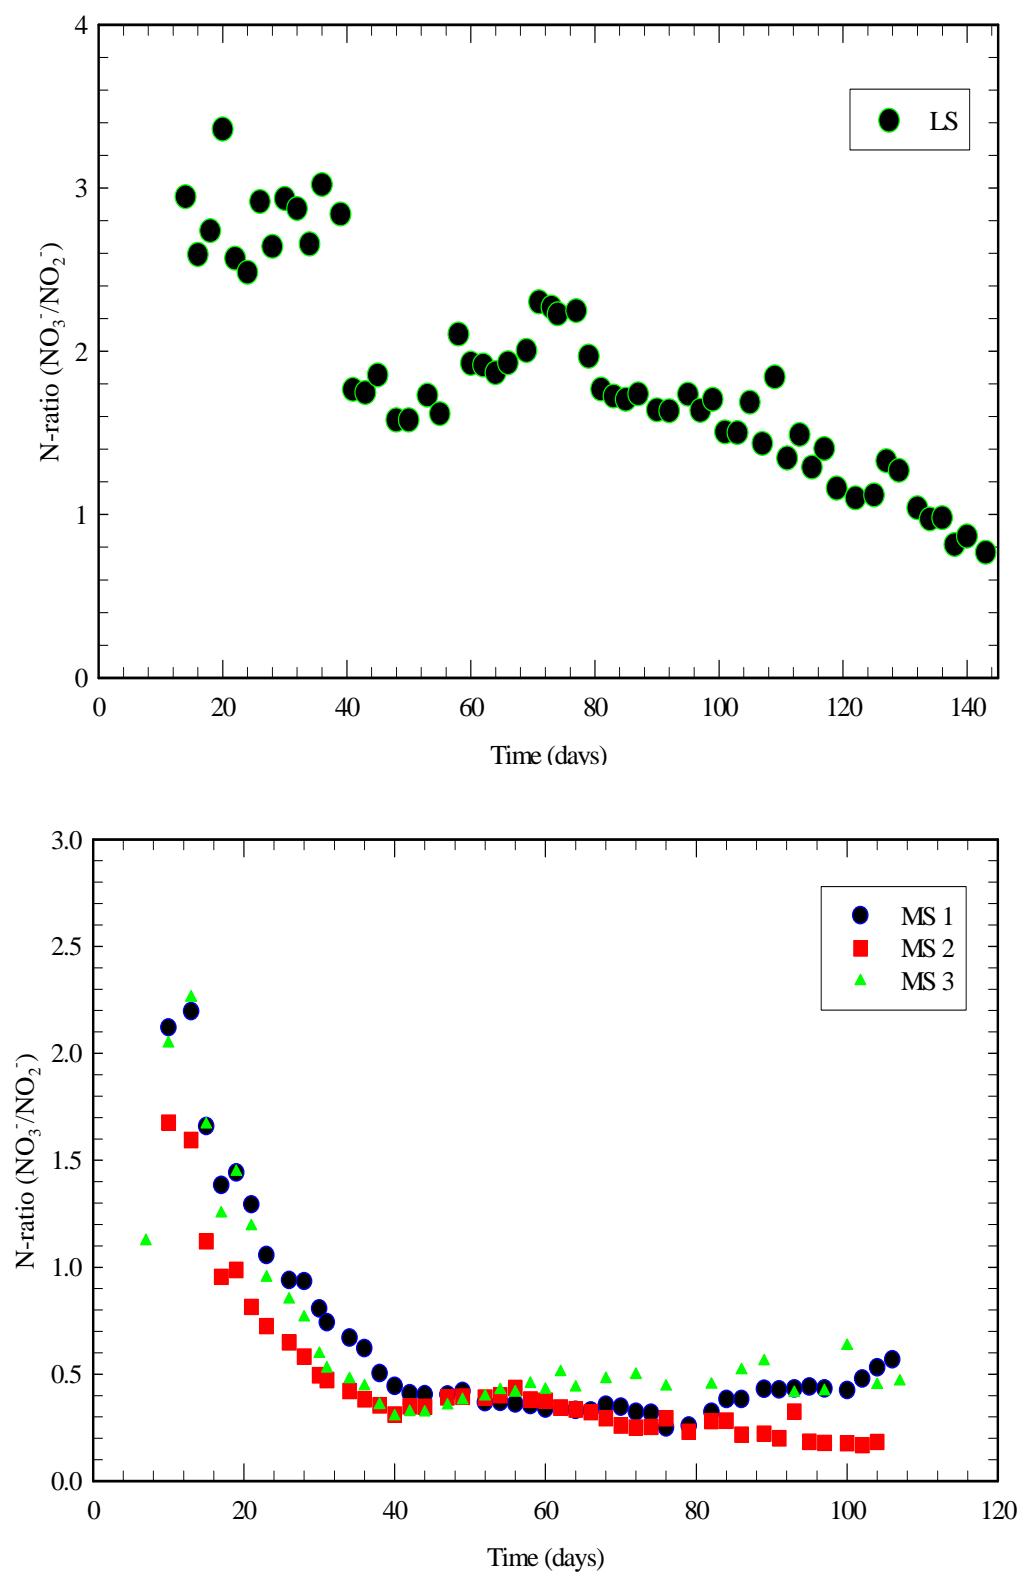 4
3
2
1
0
N-ratio (NO₃⁻/NO₂⁻)
LS
0 20 40 60 80 100 120 140
Time (days)
3.0
2.5
2.0
1.5
1.0
0.5
0.0
N-ratio (NO₃⁻/NO₂⁻)
MS 1
MS 2
MS 3
0 20 40 60 80 100 120
Time (days)